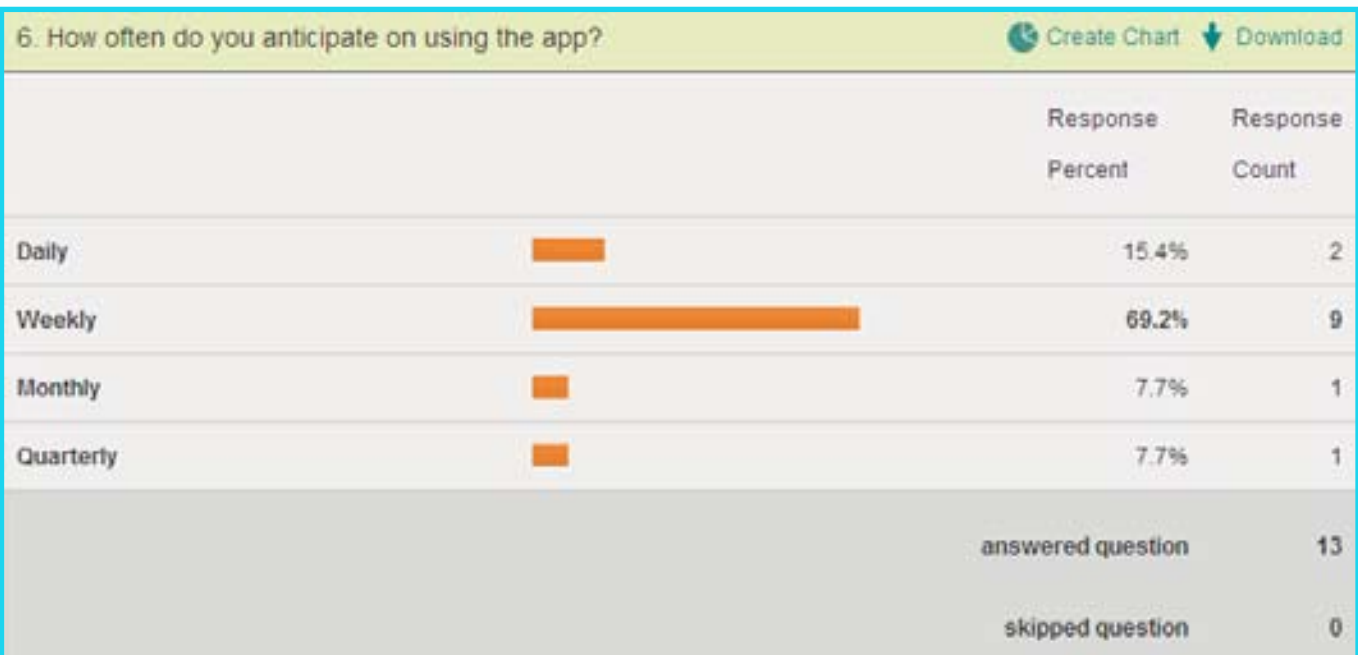 6. How often do you anticipate on using the app? Create Chart Download
Response Response
Percent Count
Daily 15.4% 2
Weekly 69.2% 9
Monthly 7.7% 1
Quarterly 7.7% 1
answered question 13
skipped question 0